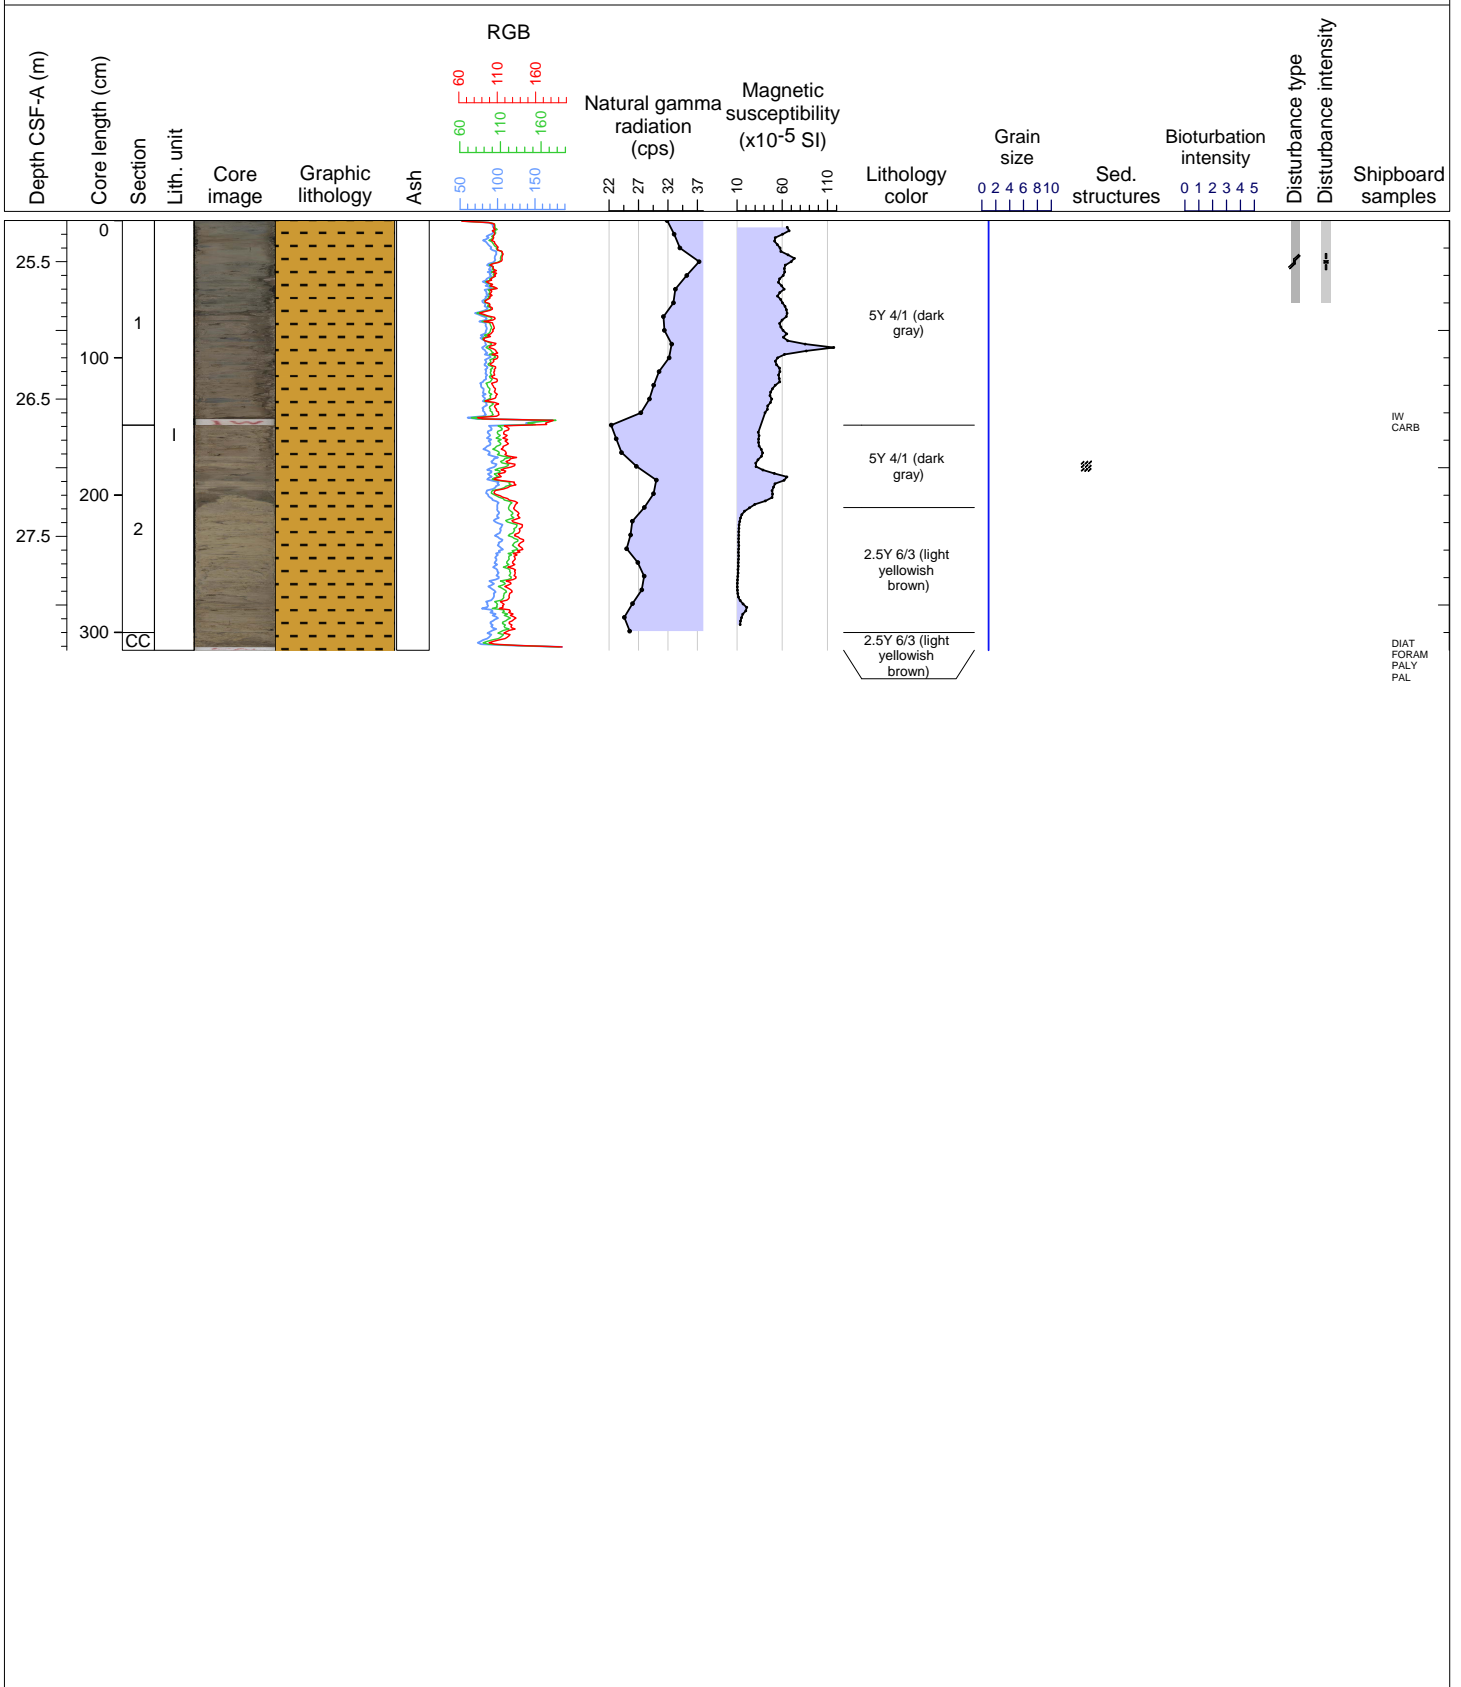 Depth CSF-A (m)
Core length (cm)
Section
Lith. unit
Core
image
Graphic
lithology
Ash
RGB
60 110 160
60 110 160
50 100 150
Natural gamma
radiation
(cps)
22 27 32 37
Magnetic
susceptibility
(x10-5 SI)
10 60 110
Lithology
color
Grain
size
0 2 4 6 8 10
Sed.
structures
Bioturbation
intensity
0 1 2 3 4 5
Disturbance type
Disturbance intensity
Shipboard
samples
0
25.5
1
5Y 4/1 (dark
gray)
100
26.5
IW
IW
CARB
I
5Y 4/1 (dark
gray)
200
27.5
2
2.5Y 6/3 (light
yellowish
brown)
300
CC
2.5Y 6/3 (light
yellowish
brown)
DIAT
FORAM
PALY
PAL